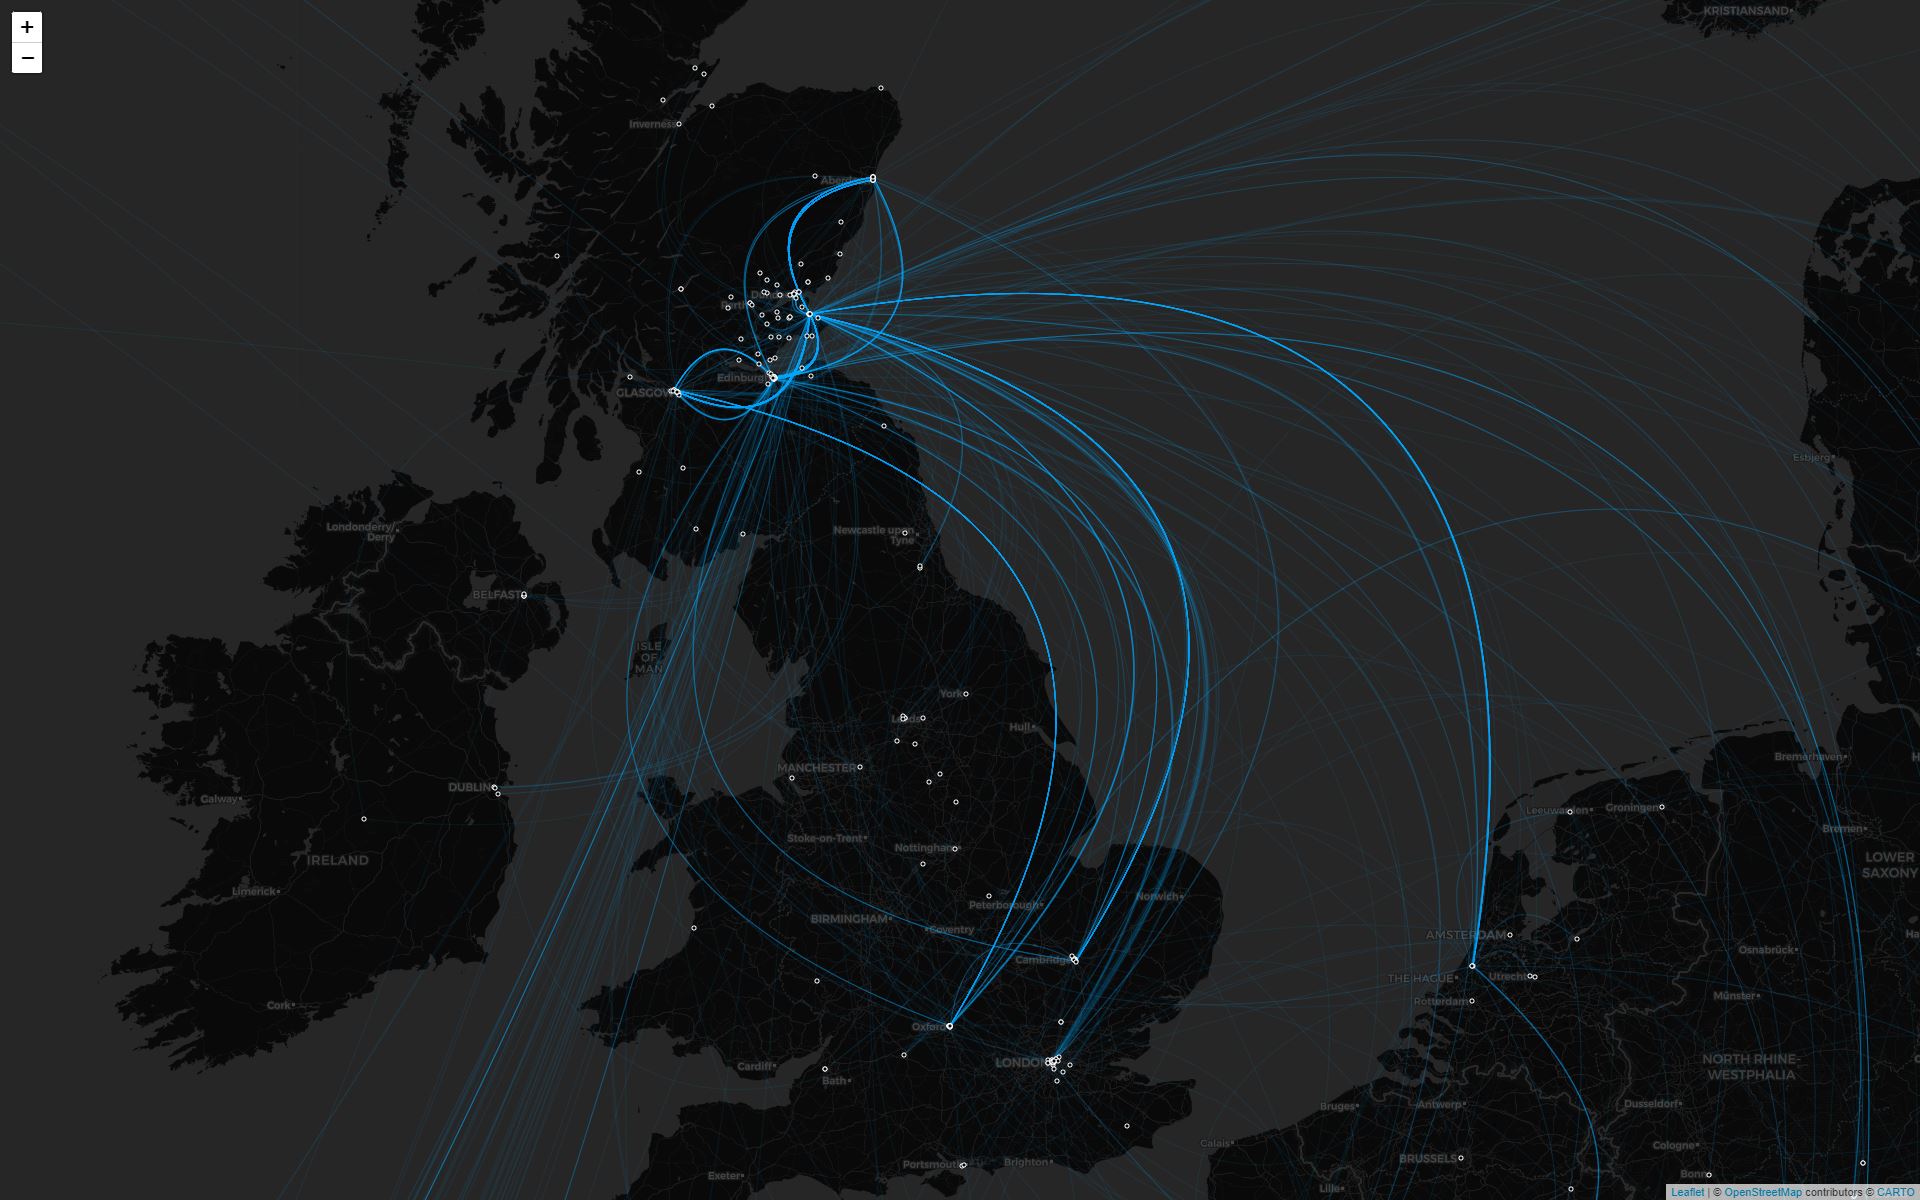 +
−
KRISTIANSAND
Inverness
Aberd
Dund
Perth
Edinburgh
GLASGOW
Esbjerg
Londonderry/
Derry
Newcastle upon
Tyne
BELFAST
ISLE
OF
MAN
York
Leeds
Hull
MANCHESTER
Bremerhaven
DUBLIN
Galway
Leeuwarden
Groningen
Bremen
Stoke-on-Trent
Nottingham
IRELAND
LOWER
SAXONY
Limerick
Peterborough
Norwich
BIRMINGHAM
Coventry
AMSTERDAM
Osnabrück
Cambridge
THE HAGUE
Utrecht
Münster
Cork
Rotterdam
Oxford
LONDON
Cardiff
Bath
NORTH RHINE-
WESTPHALIA
Bruges
Antwerp
Dusseldorf
Calais
Cologne
Portsmouth
Brighton
BRUSSELS
Exeter
Bonn
Lille
Leaflet | © OpenStreetMap contributors © CARTO